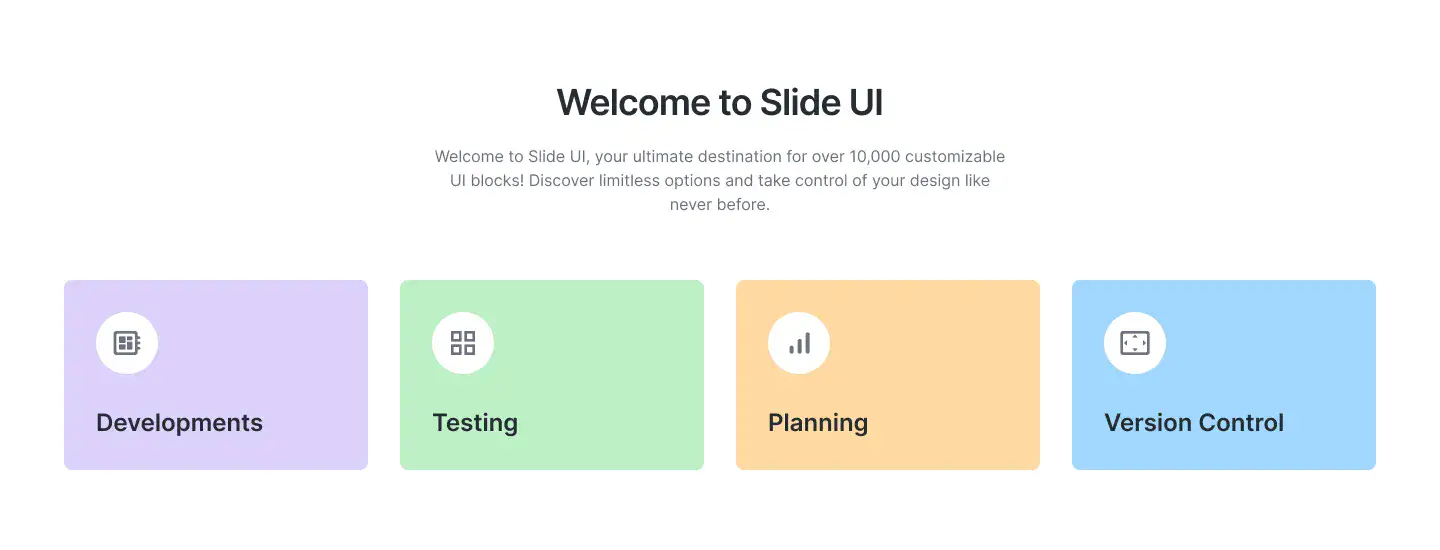 Welcome to Slide UI
Welcome to Slide UI, your ultimate destination for over 10,000 customizable
UI blocks! Discover limitless options and take control of your design like
never before.
Developments
Testing
Planning
Version Control